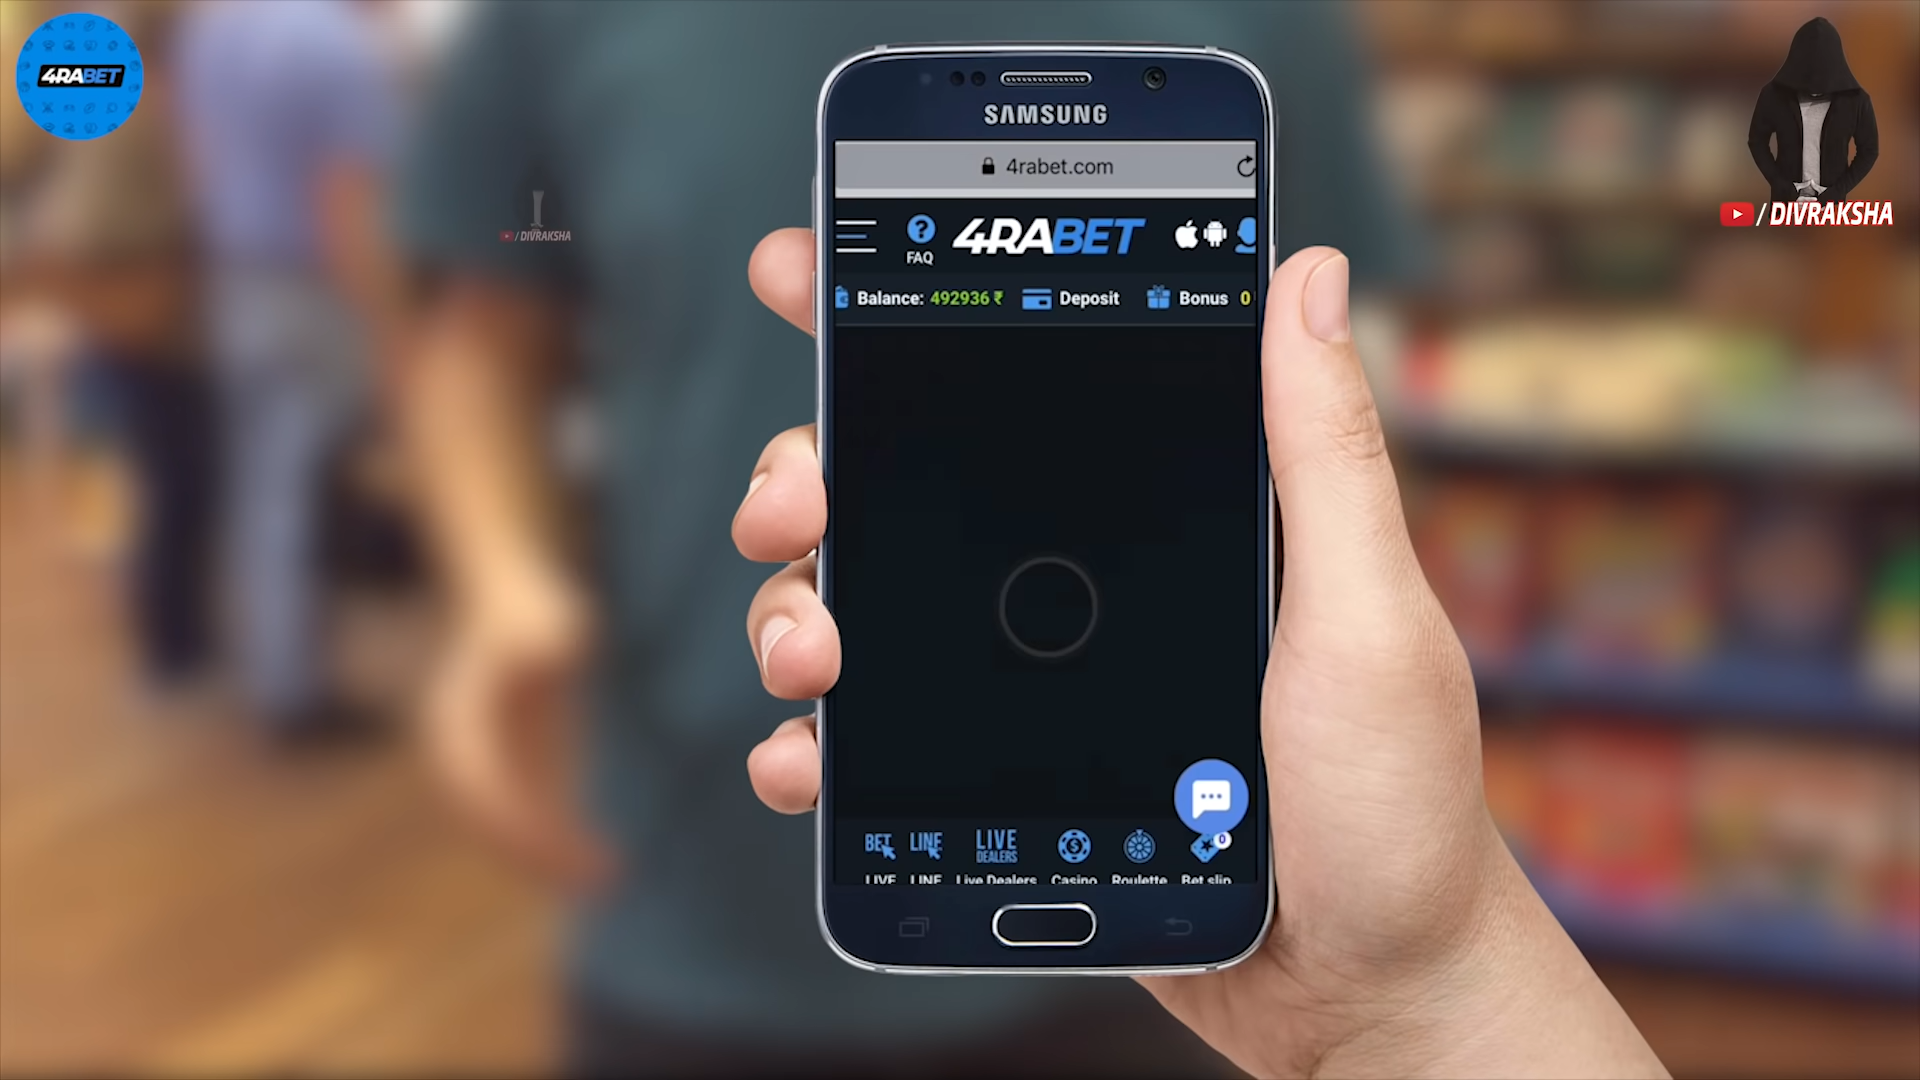 4RABET
SAMSUNG
4rabet.com
FAQ
4RABET
Balance: 492936 ₹
Deposit
Bonus 0
/ DIVRAKSHA
/ DIVRAKSHA
BET
LINE
LIVE
DEALERS
0
LIVE
LINE
Live Dealers
Casino
Roulette
Bet slip